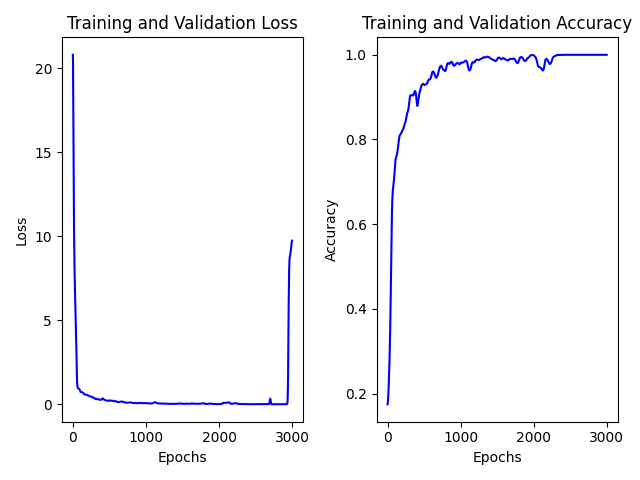 Training and Validation Loss
20
15
10
5
0
Loss
0 1000 2000 3000
Epochs
Training and Validation Accuracy
1.0
0.8
0.6
0.4
0.2
Accuracy
0 1000 2000 3000
Epochs